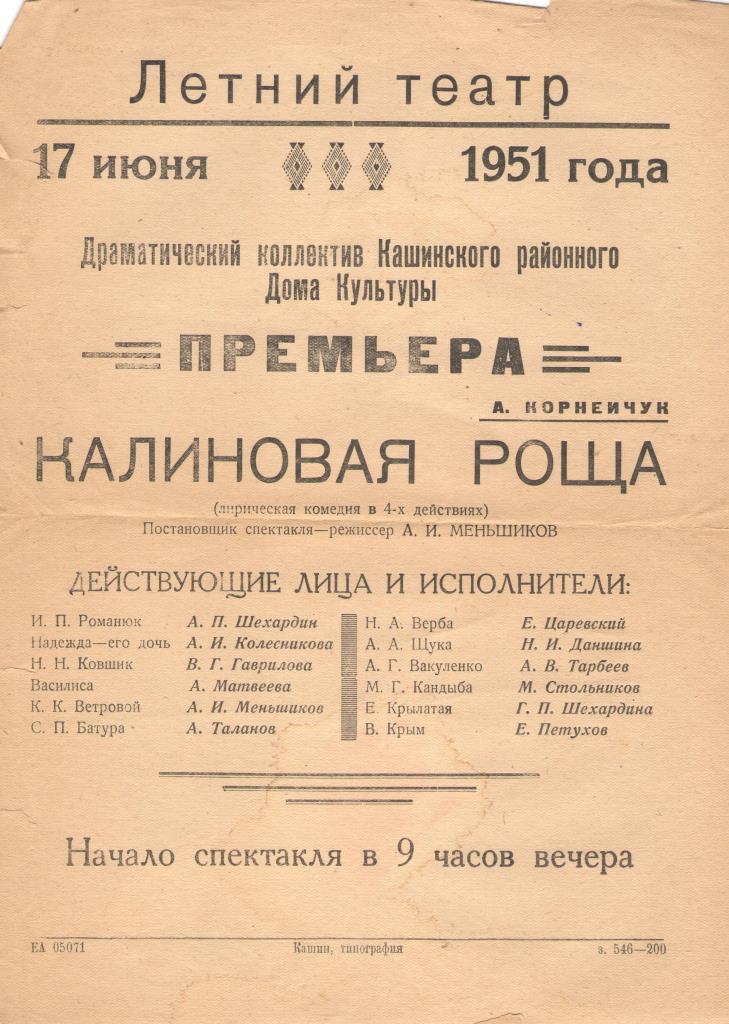 Летний театр
17 июня 1951 года
Драматический коллектив Кашинского районного
Дома Культуры
ПРЕМЬЕРА
А. КОРНЕИЧУК
КАЛИНОВАЯ РОЩА
(лирическая комедия в 4-х действиях)
Постановщик спектакля—режиссер А. И. МЕНЬШИКОВ
ДЕЙСТВУЮЩИЕ ЛИЦА И ИСПОЛНИТЕЛИ:
И. П. Романюк А. П. Шехардин
Надежда—его дочь А. И. Колесникова
Н. Н. Ковшик В. Г. Гаврилова
Василиса А. Матвеева
К. К. Ветровой А. И. Меньшиков
С. П. Батура А. Таланов
Н. А. Верба Е. Царевский
А. А. Щука Н. И. Даншина
А. Г. Вакуленко А. В. Тарбеев
М. Г. Кандыба М. Стольников
Е. Крылатая Г. П. Шехардина
В. Крым Е. Петухов
Начало спектакля в 9 часов вечера
ЕА 05071 Кашин, типография з. 546—200